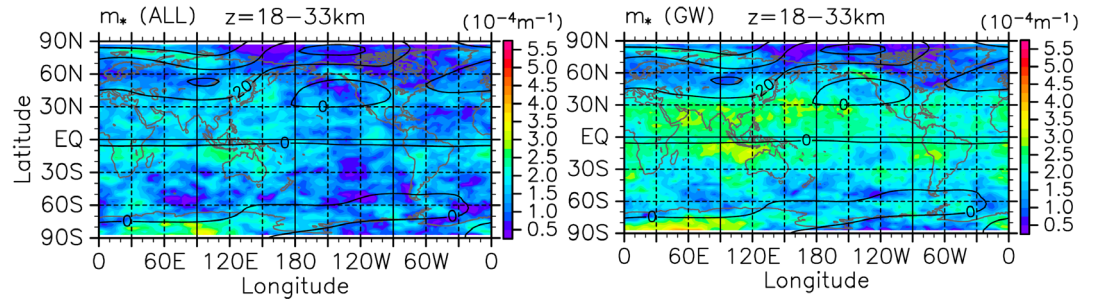 m* (ALL) z=18−33km (10⁻⁴m⁻¹)
90N
60N
30N
EQ
30S
60S
90S
Latitude
20
0
0
0
0
0 60E 120E 180 120W 60W 0
Longitude
5.5
5.0
4.5
4.0
3.5
3.0
2.5
2.0
1.5
1.0
0.5
m* (GW) z=18−33km (10⁻⁴m⁻¹)
90N
60N
30N
EQ
30S
60S
90S
20
0
0
0
0
0 60E 120E 180 120W 60W 0
Longitude
5.5
5.0
4.5
4.0
3.5
3.0
2.5
2.0
1.5
1.0
0.5